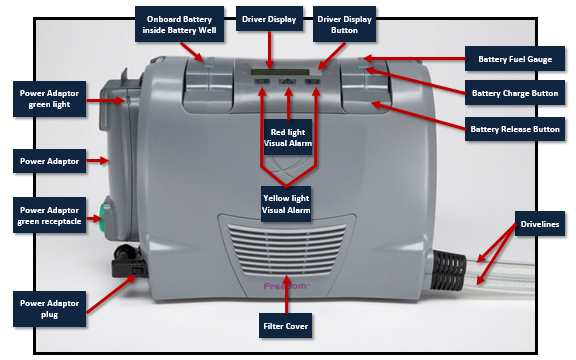 Onboard Battery
inside Battery Well
Driver Display
Driver Display
Button
Battery Fuel Gauge
Power Adaptor
green light
Battery Charge Button
Battery Release Button
Red light
Visual Alarm
Power Adaptor
Yellow light
Visual Alarm
Power Adaptor
green receptacle
Drivelines
Freedom™
Power Adaptor
plug
Filter Cover